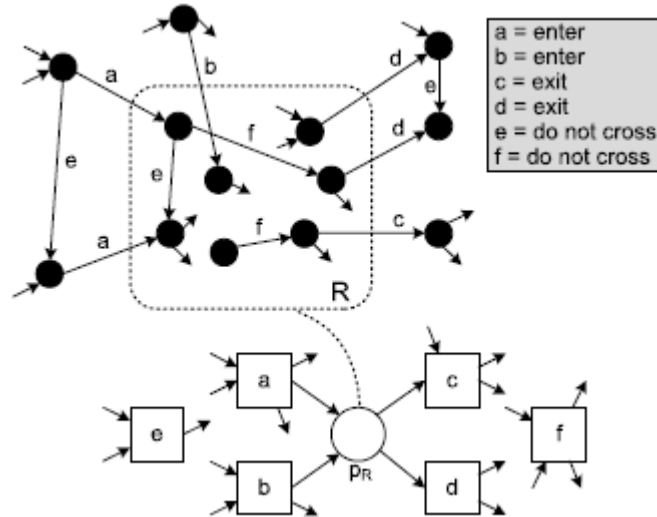 a = enter
b = enter
c = exit
d = exit
e = do not cross
f = do not cross
a
b
d
e
f
d
e
e
a
f
c
R
a
c
e
f
b
p_R
d